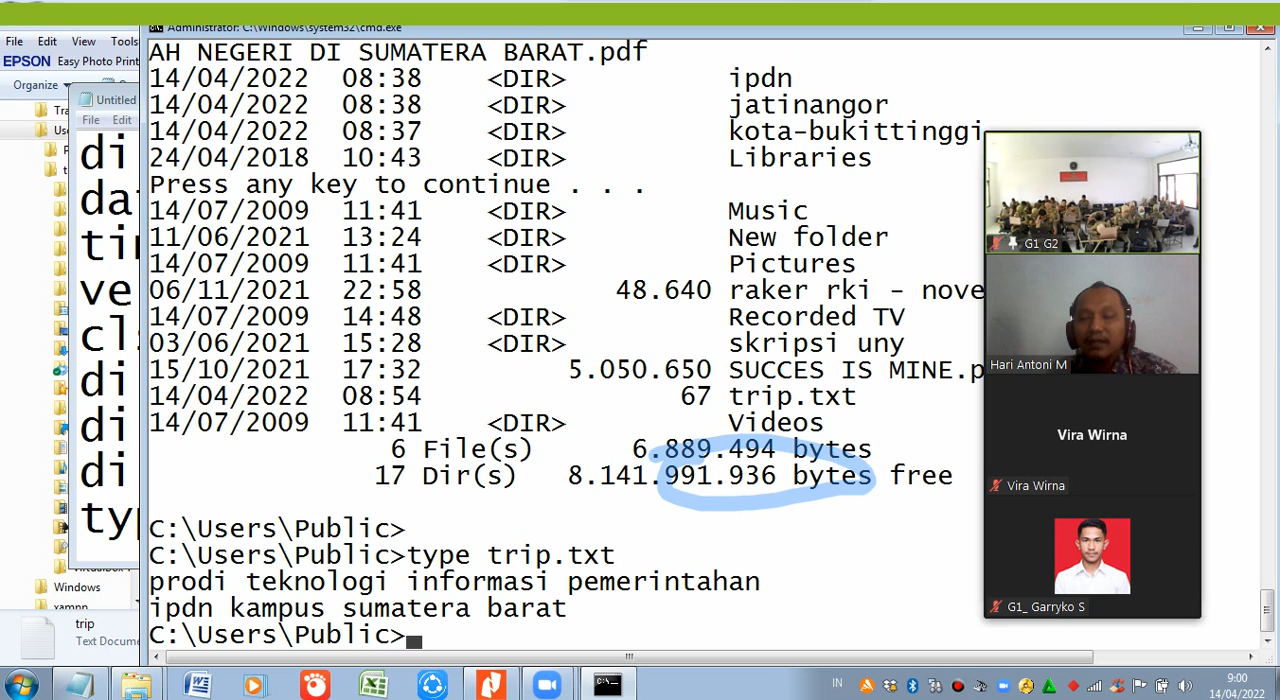 Administrator: C:\Windows\system32\cmd.exe
File Edit View Tools
EPSON Easy Photo Print
Organize
Untitled
File Edit
di
ve
di
di
di
AH NEGERI DI SUMATERA BARAT.pdf
14/04/2022 08:38 <DIR> ipdn
14/04/2022 08:38 <DIR> jatinangor
14/04/2022 08:37 <DIR> kota-bukittinggi
24/04/2018 10:43 <DIR> Libraries
Press any key to continue . . .
14/07/2009 11:41 <DIR> Music
11/06/2021 13:24 <DIR> New folder
14/07/2009 11:41 <DIR> Pictures
06/11/2021 22:58 48.640 raker rki - nove
14/07/2009 14:48 <DIR> Recorded TV
03/06/2021 15:28 <DIR> skripsi uny
15/10/2021 17:32 5.050.650 SUCCES IS MINE.p
14/04/2022 08:54 67 trip.txt
14/07/2009 11:41 <DIR> Videos
6 File(s) 6.889.494 bytes
17 Dir(s) 8.141.991.936 bytes free
C:\Users\Public>
C:\Users\Public>type trip.txt
prodi teknologi informasi pemerintahan
ipdn kampus sumatera barat
C:\Users\Public>
G1 G2
Hari Antoni M
Vira Wirna
Vira Wirna
G1_ Garryko S
Windows
xampp
trip
Text Docume
IN
9:00
14/04/2022